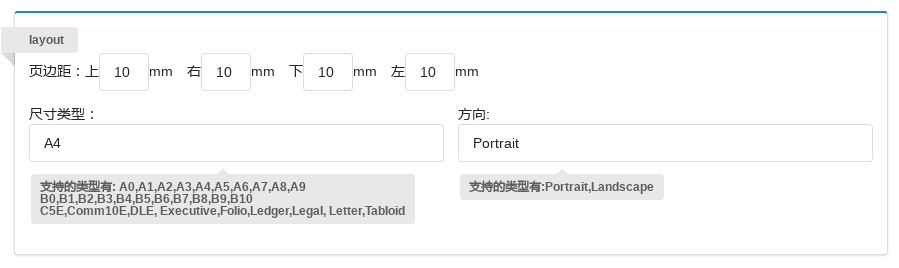 layout
页边距：上 10 mm 右 10 mm 下 10 mm 左 10 mm
尺寸类型： 方向:
A4 Portrait
支持的类型有: A0,A1,A2,A3,A4,A5,A6,A7,A8,A9 支持的类型有:Portrait,Landscape
B0,B1,B2,B3,B4,B5,B6,B7,B8,B9,B10
C5E,Comm10E,DLE, Executive,Folio,Ledger,Legal, Letter,Tabloid